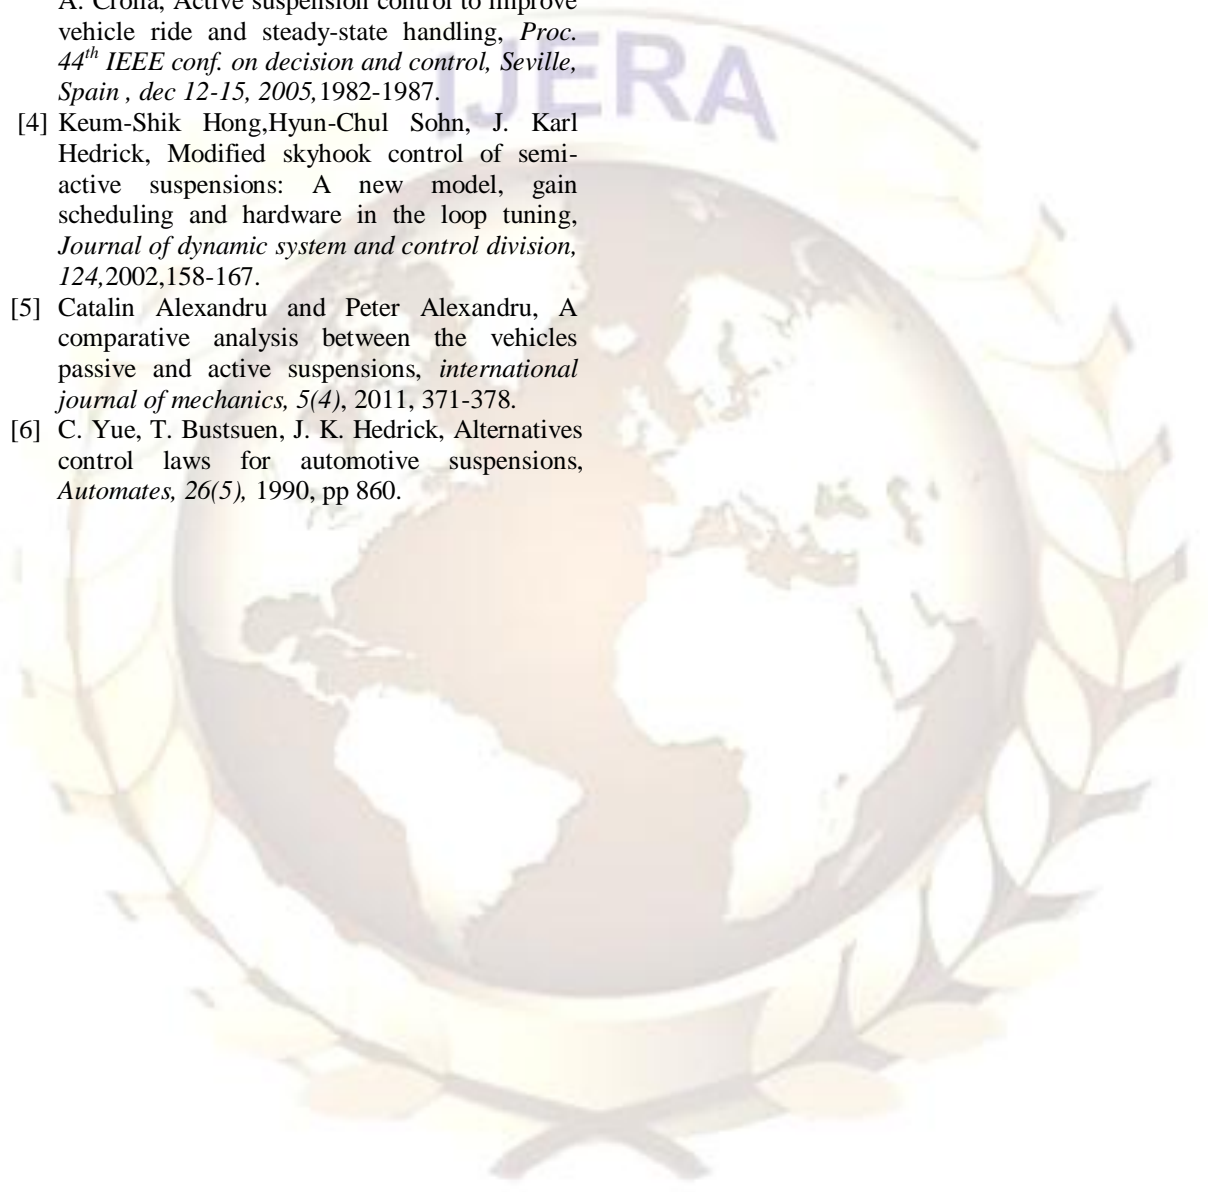 A. Crolla, Active suspension control to improve
vehicle ride and steady-state handling, Proc.
44th IEEE conf. on decision and control, Seville,
Spain , dec 12-15, 2005,1982-1987.
[4] Keum-Shik Hong,Hyun-Chul Sohn, J. Karl
Hedrick, Modified skyhook control of semi-
active suspensions: A new model, gain
scheduling and hardware in the loop tuning,
Journal of dynamic system and control division,
124,2002,158-167.
[5] Catalin Alexandru and Peter Alexandru, A
comparative analysis between the vehicles
passive and active suspensions, international
journal of mechanics, 5(4), 2011, 371-378.
[6] C. Yue, T. Bustsuen, J. K. Hedrick, Alternatives
control laws for automotive suspensions,
Automates, 26(5), 1990, pp 860.
IJERA